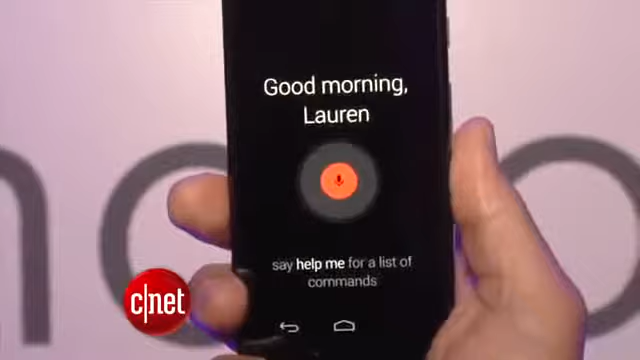 Good morning,
Lauren
say help me for a list of
commands
c|net